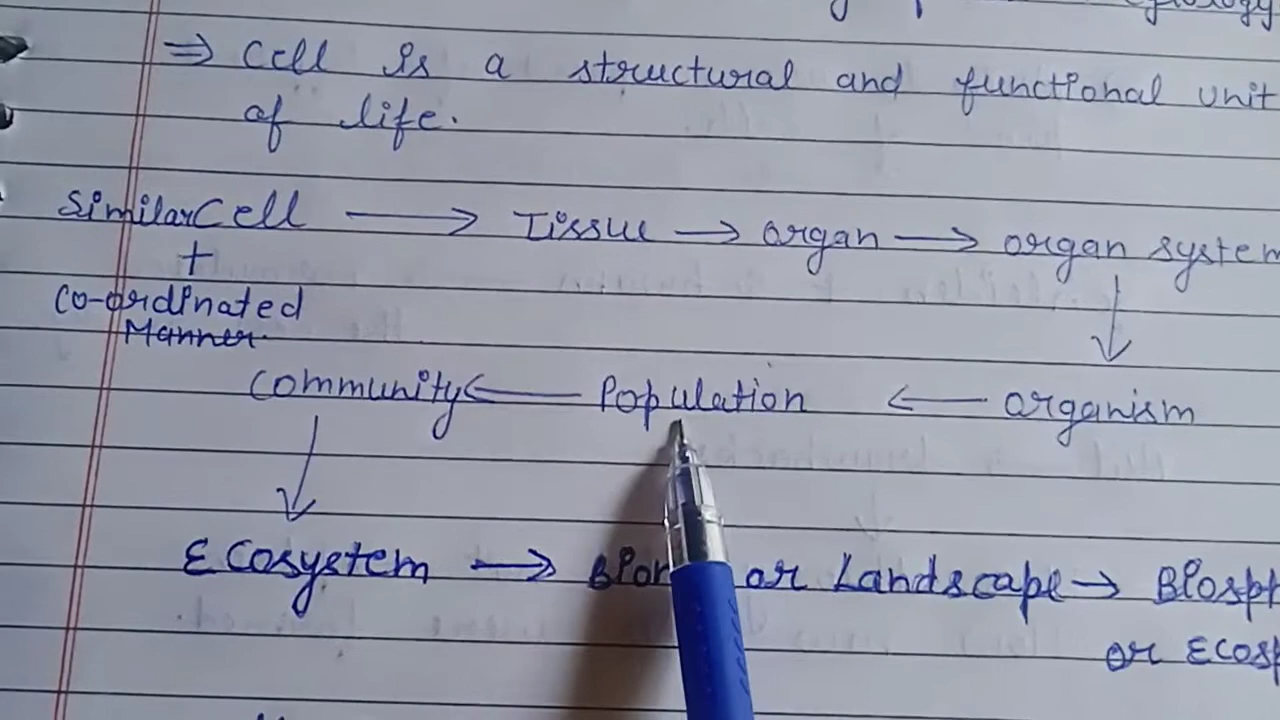 ⇒ Cell is a structural and functional unit
of life.
Similar Cell → Tissue → organ → organ system
+
Co-ordinated
Manner.
Community ← Population ← organism
Ecosystem → or Landscape →
or